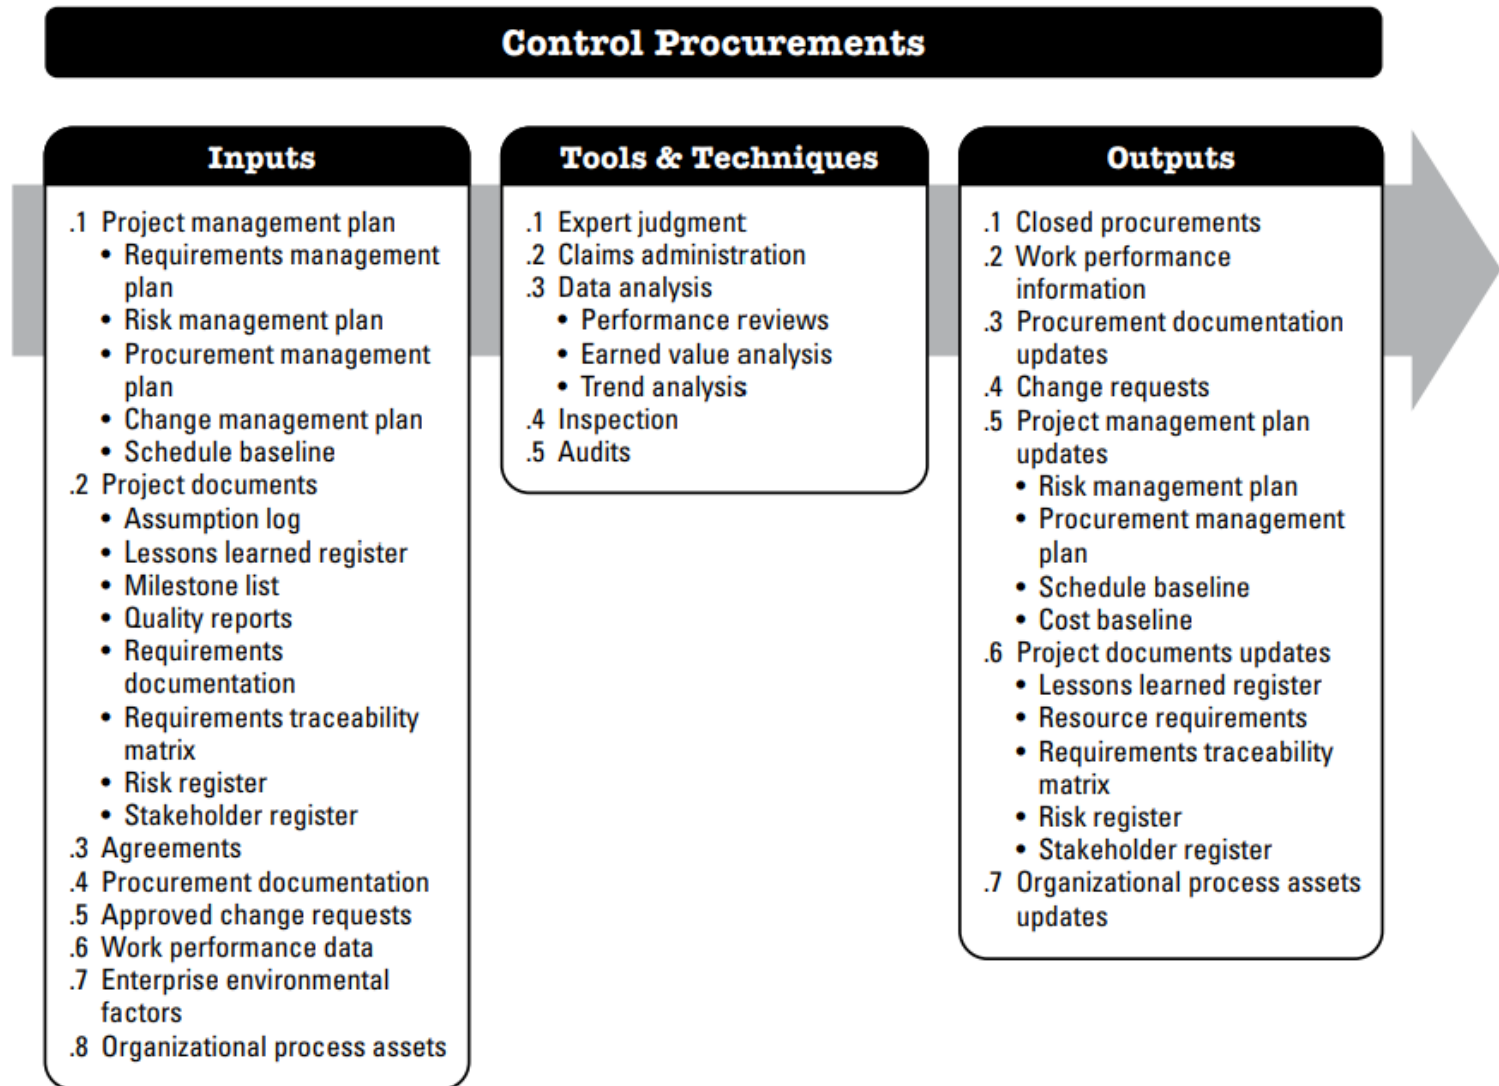 Control Procurements
Inputs
.1 Project management plan
• Requirements management
plan
• Risk management plan
• Procurement management
plan
• Change management plan
• Schedule baseline
.2 Project documents
• Assumption log
• Lessons learned register
• Milestone list
• Quality reports
• Requirements
documentation
• Requirements traceability
matrix
• Risk register
• Stakeholder register
.3 Agreements
.4 Procurement documentation
.5 Approved change requests
.6 Work performance data
.7 Enterprise environmental
factors
.8 Organizational process assets
Tools & Techniques
.1 Expert judgment
.2 Claims administration
.3 Data analysis
• Performance reviews
• Earned value analysis
• Trend analysis
.4 Inspection
.5 Audits
Outputs
.1 Closed procurements
.2 Work performance
information
.3 Procurement documentation
updates
.4 Change requests
.5 Project management plan
updates
• Risk management plan
• Procurement management
plan
• Schedule baseline
• Cost baseline
.6 Project documents updates
• Lessons learned register
• Resource requirements
• Requirements traceability
matrix
• Risk register
• Stakeholder register
.7 Organizational process assets
updates